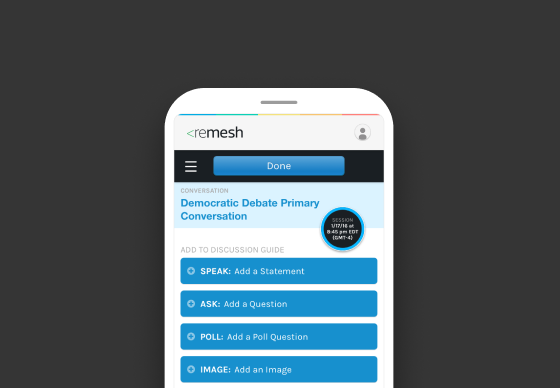 <remesh
Done
CONVERSATION
Democratic Debate Primary
Conversation
SESSION
1/17/16 at
8:45 pm EDT
(GMT-4)
ADD TO DISCUSSION GUIDE
SPEAK: Add a Statement
ASK: Add a Question
POLL: Add a Poll Question
IMAGE: Add an Image